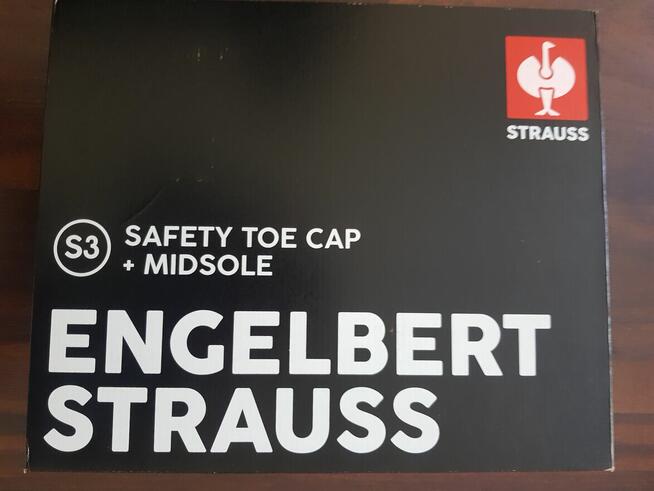 STRAUSS
S3
SAFETY TOE CAP
+ MIDSOLE
ENGELBERT
STRAUSS